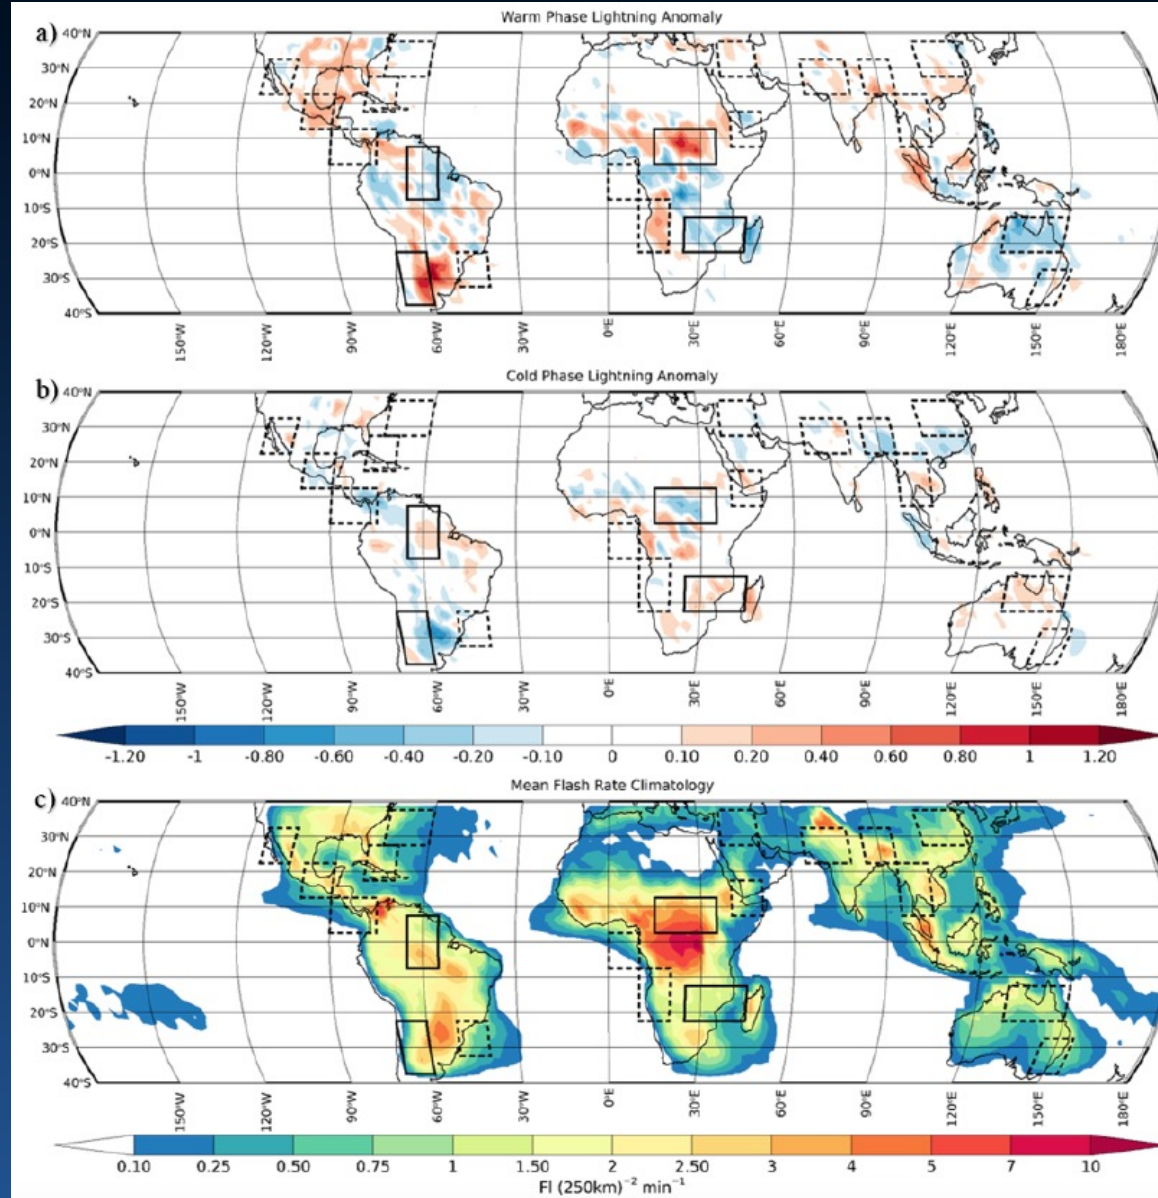 Warm Phase Lightning Anomaly
a)
40°N
30°N
20°N
10°N
0°N
10°S
20°S
30°S
40°S
150°W
120°W
90°W
60°W
30°W
0°E
30°E
60°E
90°E
120°E
150°E
180°E
Cold Phase Lightning Anomaly
b)
40°N
30°N
20°N
10°N
0°N
10°S
20°S
30°S
40°S
150°W
120°W
90°W
60°W
30°W
0°E
30°E
60°E
90°E
120°E
150°E
180°E
-1.20 -1 -0.80 -0.60 -0.40 -0.20 -0.10 0 0.10 0.20 0.40 0.60 0.80 1 1.20
Mean Flash Rate Climatology
c)
40°N
30°N
20°N
10°N
0°N
10°S
20°S
30°S
40°S
150°W
120°W
90°W
60°W
30°W
0°E
30°E
60°E
90°E
120°E
150°E
180°E
0.10 0.25 0.50 0.75 1 1.50 2 2.50 3 4 5 7 10
Fl (250km)⁻² min⁻¹